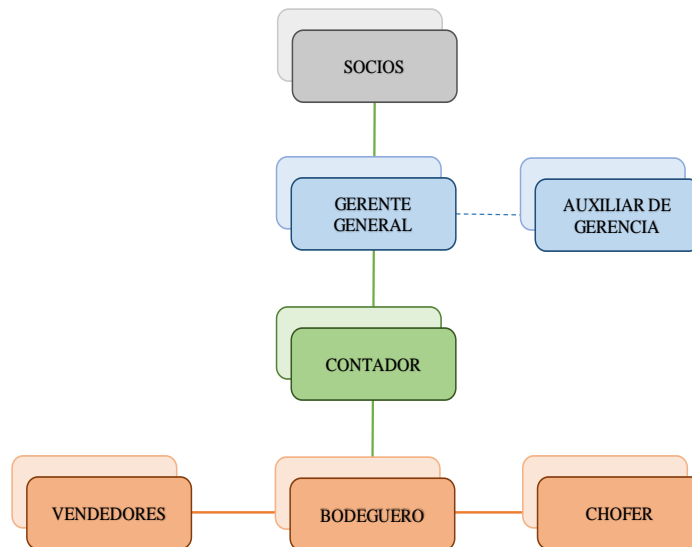 SOCIOS
GERENTE
GENERAL
AUXILIAR DE
GERENCIA
CONTADOR
VENDEDORES
BODEGUERO
CHOFER